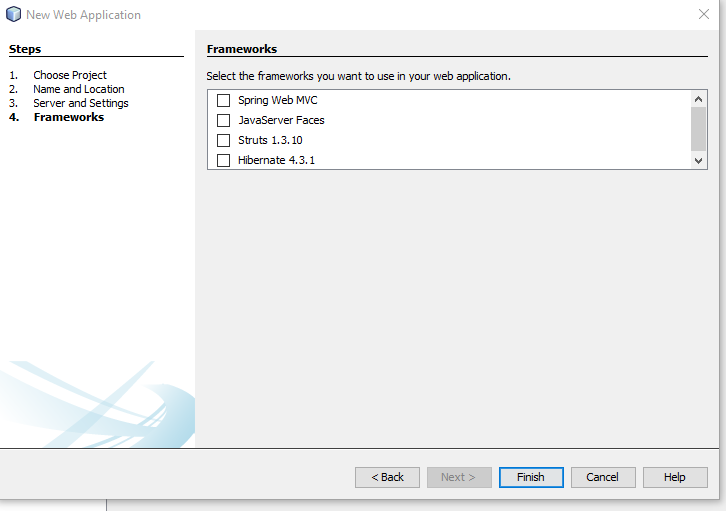 New Web Application
Steps
1. Choose Project
2. Name and Location
3. Server and Settings
4. Frameworks
Frameworks
Select the frameworks you want to use in your web application.
Spring Web MVC
JavaServer Faces
Struts 1.3.10
Hibernate 4.3.1
< Back
Next >
Finish
Cancel
Help